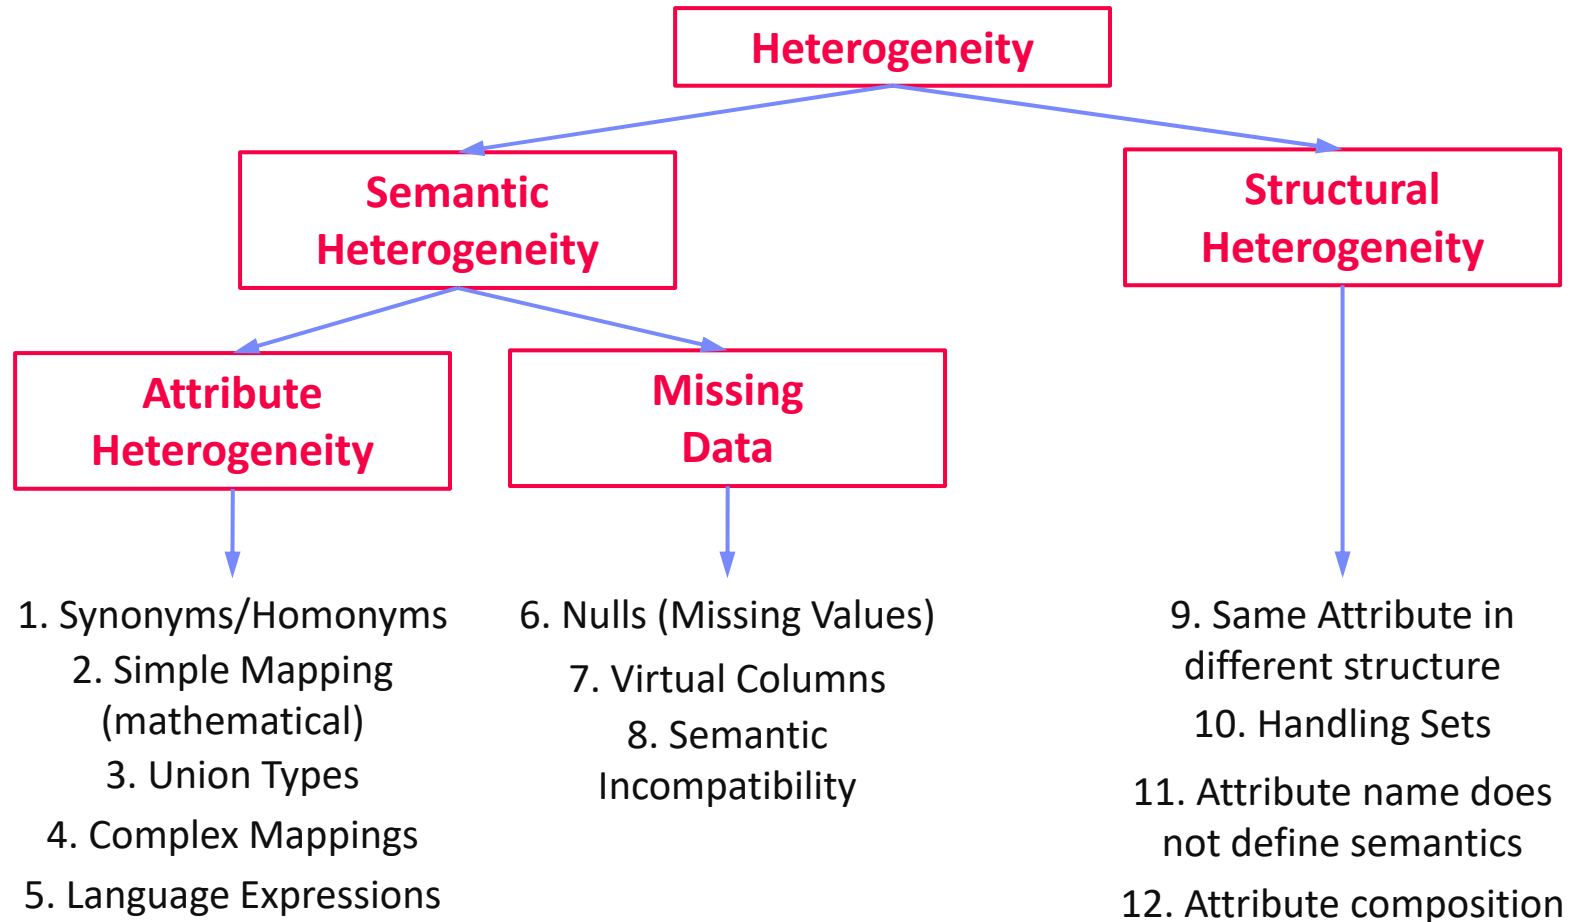 Heterogeneity
Semantic
Heterogeneity
Structural
Heterogeneity
Attribute
Heterogeneity
Missing
Data
1. Synonyms/Homonyms
2. Simple Mapping
(mathematical)
3. Union Types
4. Complex Mappings
5. Language Expressions
6. Nulls (Missing Values)
7. Virtual Columns
8. Semantic
Incompatibility
9. Same Attribute in
different structure
10. Handling Sets
11. Attribute name does
not define semantics
12. Attribute composition